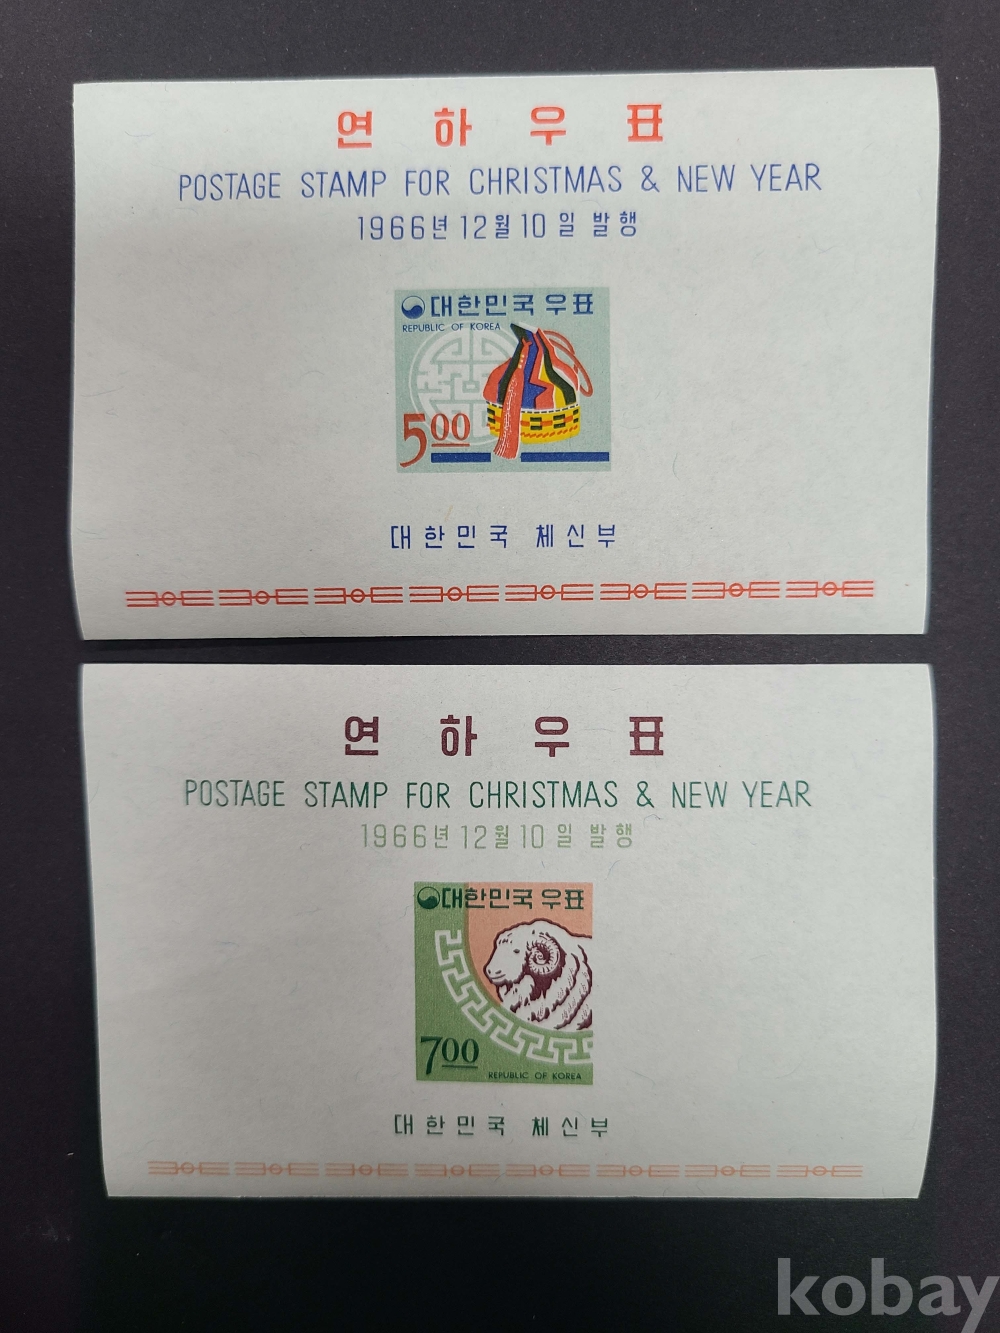 연 하 우 표
POSTAGE STAMP FOR CHRISTMAS & NEW YEAR
1966년 12월 10일 발행
대한민국 우표
REPUBLIC OF KOREA
500
대한민국 체신부
연 하 우 표
POSTAGE STAMP FOR CHRISTMAS & NEW YEAR
1966년 12월 10일 발행
대한민국 우표
700
REPUBLIC OF KOREA
대한민국 체신부
kobay